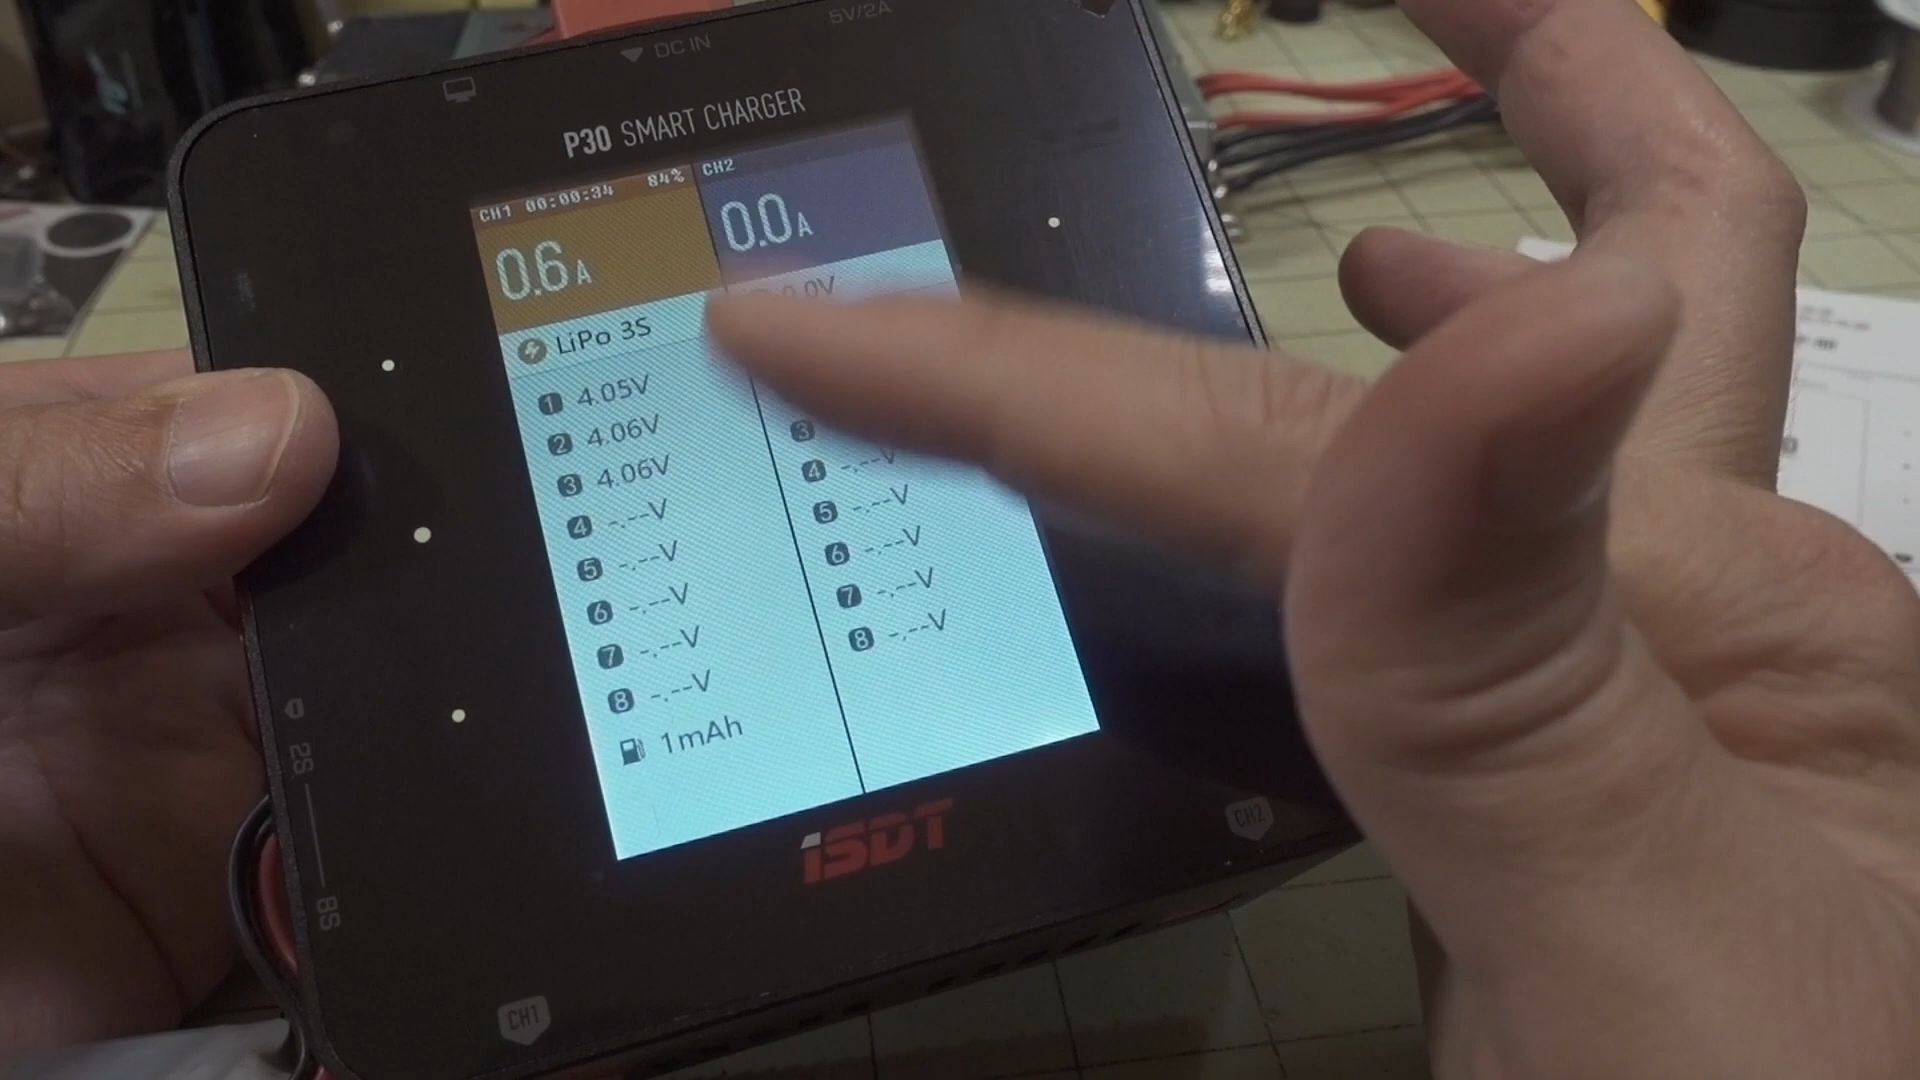 5V/2A
DC IN
P30 SMART CHARGER
CH1 00:00:34 84%
0.6A
LiPo 3S
1 4.05V
2 4.06V
3 4.06V
4 -.--V
5 -.--V
6 -.--V
7 -.--V
8 -.--V
1mAh
CH2
0.0A
0.0V
3
4 -.--V
5 -.--V
6 -.--V
7 -.--V
8 -.--V
iSDT
2S
8S
CH1
CH2